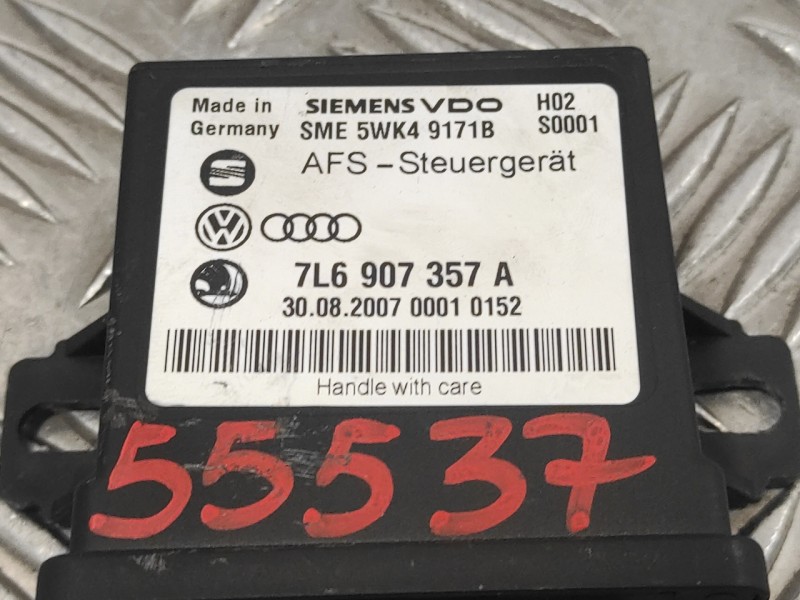 Made in SIEMENS VDO H02
Germany SME 5WK4 9171B S0001
AFS-Steuergerät
7L6 907 357 A
30.08.2007 0001 0152
Handle with care
55537